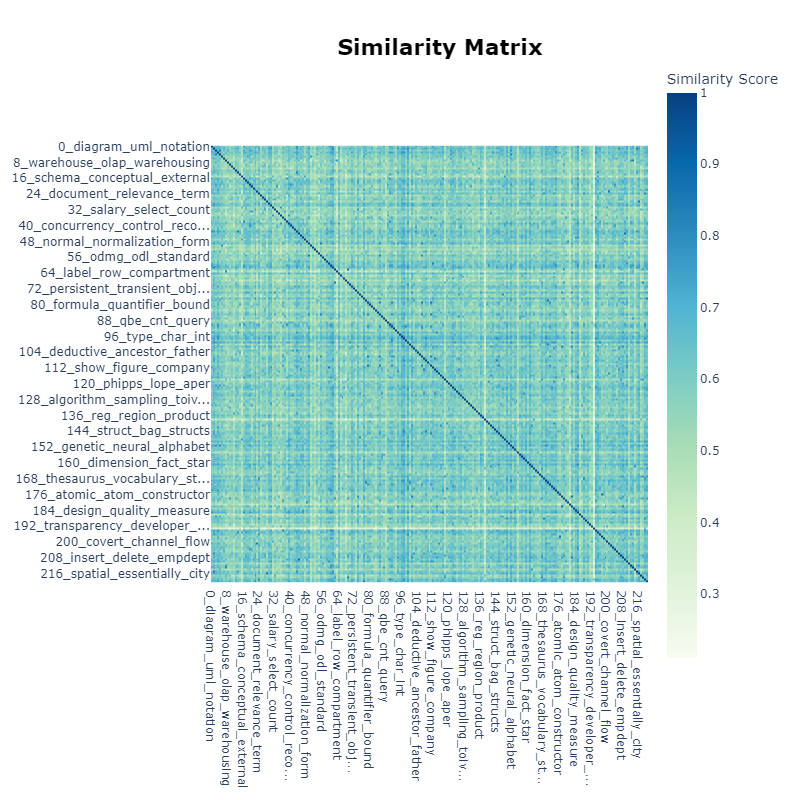 Similarity Matrix
Similarity Score
1
0.9
0.8
0.7
0.6
0.5
0.4
0.3
0_diagram_uml_notation
8_warehouse_olap_warehousing
16_schema_conceptual_external
24_document_relevance_term
32_salary_select_count
40_concurrency_control_reco...
48_normal_normalization_form
56_odmg_odl_standard
64_label_row_compartment
72_persistent_transient_obj...
80_formula_quantifier_bound
88_qbe_cnt_query
96_type_char_int
104_deductive_ancestor_father
112_show_figure_company
120_phipps_lope_aper
128_algorithm_sampling_toiv...
136_reg_region_product
144_struct_bag_structs
152_genetic_neural_alphabet
160_dimension_fact_star
168_thesaurus_vocabulary_st...
176_atomic_atom_constructor
184_design_quality_measure
192_transparency_developer_...
200_covert_channel_flow
208_insert_delete_empdept
216_spatial_essentially_city
0_diagram_uml_notation
8_warehouse_olap_warehousing
16_schema_conceptual_external
24_document_relevance_term
32_salary_select_count
40_concurrency_control_reco...
48_normal_normalization_form
56_odmg_odl_standard
64_label_row_compartment
72_persistent_transient_obj...
80_formula_quantifier_bound
88_qbe_cnt_query
96_type_char_int
104_deductive_ancestor_father
112_show_figure_company
120_phipps_lope_aper
128_algorithm_sampling_toiv...
136_reg_region_product
144_struct_bag_structs
152_genetic_neural_alphabet
160_dimension_fact_star
168_thesaurus_vocabulary_st...
176_atomic_atom_constructor
184_design_quality_measure
192_transparency_developer_...
200_covert_channel_flow
208_insert_delete_empdept
216_spatial_essentially_city